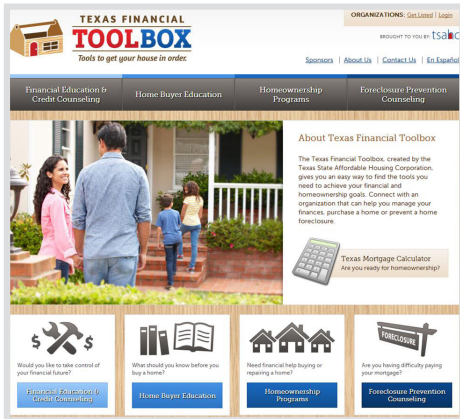 TEXAS FINANCIAL
TOOLBOX
Tools to get your house in order.
ORGANIZATIONS: Get Listed | Login
BROUGHT TO YOU BY: tsahc
Sponsors | About Us | Contact Us | En Español
Financial Education &
Credit Counseling
Home Buyer Education
Homeownership
Programs
Foreclosure Prevention
Counseling
About Texas Financial Toolbox
The Texas Financial Toolbox, created by the
Texas State Affordable Housing Corporation,
gives you an easy way to find the tools you
need to achieve your financial and
homeownership goals. Connect with an
organization that can help you manage your
finances, purchase a home or prevent a home
foreclosure.
Texas Mortgage Calculator
Are you ready for homeownership?
Would you like to take control of
your financial future?
Financial Education &
Credit Counseling
What should you know before you
buy a home?
Home Buyer Education
Need financial help buying or
repairing a home?
Homeownership
Programs
FORECLOSURE
Are you having difficulty paying
your mortgage?
Foreclosure Prevention
Counseling